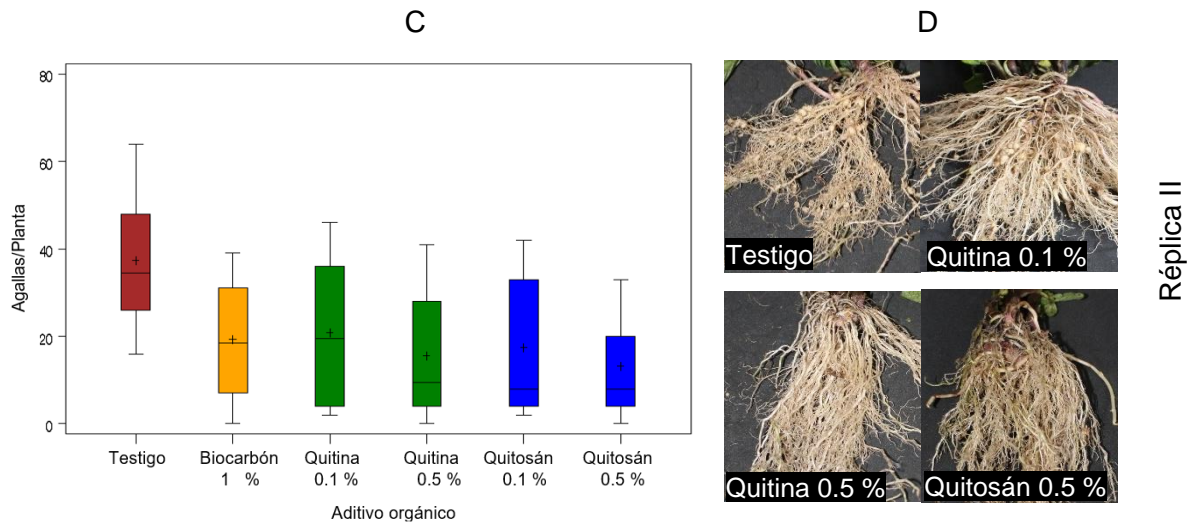 C
D
80
60
40
20
0
Agallas/Planta
Testigo
Biocarbón
1 %
Quitina
0.1 %
Quitina
0.5 %
Quitosán
0.1 %
Quitosán
0.5 %
Aditivo orgánico
Testigo
Quitina 0.1 %
Quitina 0.5 %
Quitosán 0.5 %
Réplica II